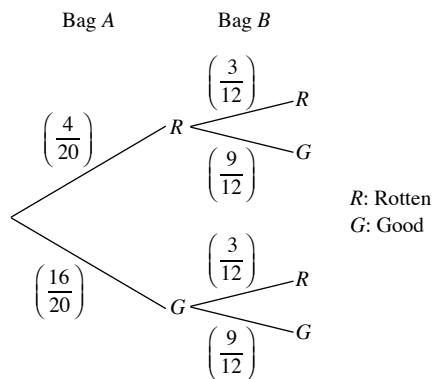 Bag A Bag B
(3/12)
R
(4/20)
R
(9/12)
G
R: Rotten
G: Good
(3/12)
R
(16/20)
G
(9/12)
G